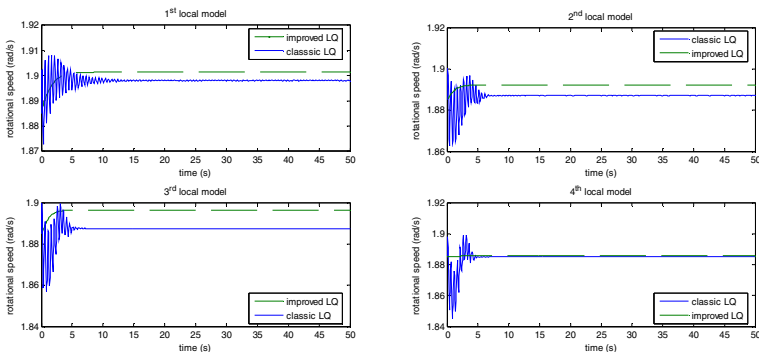 1st local model
1.92
1.91
1.9
1.89
1.88
1.87
rotational speed (rad/s)
improved LQ
classsic LQ
0 5 10 15 20 25 30 35 40 45 50
time (s)
2nd local model
1.92
1.9
1.88
1.86
rotational speed (rad/s)
classic LQ
improved LQ
0 5 10 15 20 25 30 35 40 45 50
time (s)
3rd local model
1.9
1.88
1.86
1.84
rotational speed (rad/s)
improved LQ
classic LQ
0 5 10 15 20 25 30 35 40 45 50
time (s)
4th local model
1.92
1.9
1.88
1.86
1.84
rotational speed (rad/s)
classic LQ
improved LQ
0 5 10 15 20 25 30 35 40 45 50
time (s)